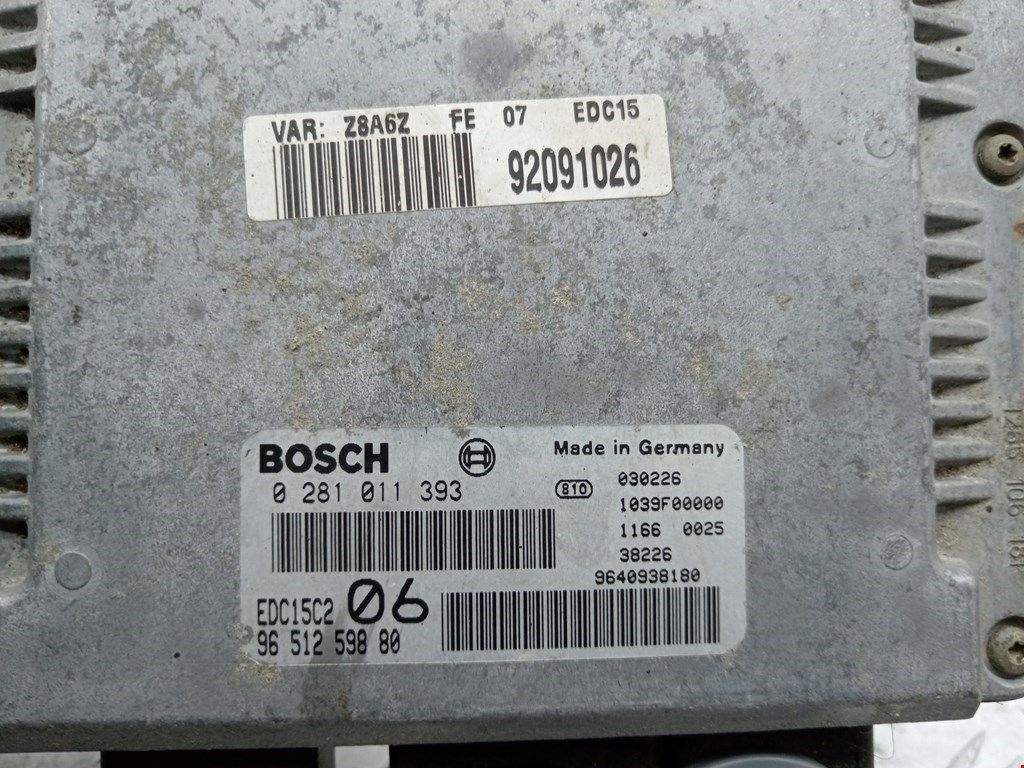 VAR: Z8A6Z FE 07 EDC15
92091026
BOSCH
0 281 011 393
Made in Germany
810
030226
1039F00000
1166 0025
38226
9640938180
EDC15C2 06
96 512 598 80